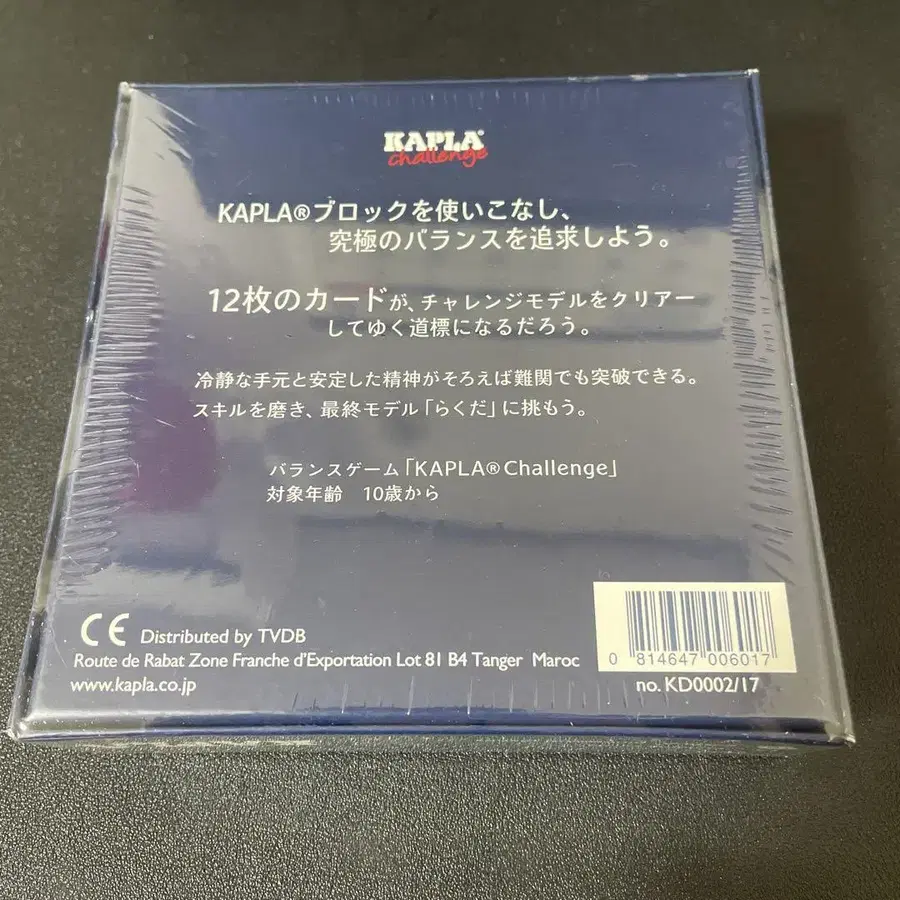 KAPLA®
challenge
KAPLA®ブロックを使いこなし、
究極のバランスを追求しよう。
12枚のカードが、チャレンジモデルをクリアー
してゆく道標になるだろう。
冷静な手元と安定した精神がそろえば難関でも突破できる。
スキルを磨き、最終モデル「らくだ」に挑もう。
バランスゲーム「KAPLA® Challenge」
対象年齢 10歳から
CE Distributed by TVDB
Route de Rabat Zone Franche d'Exportation Lot 81 B4 Tanger Maroc
www.kapla.co.jp
0 814647 006017
no. KD0002/17